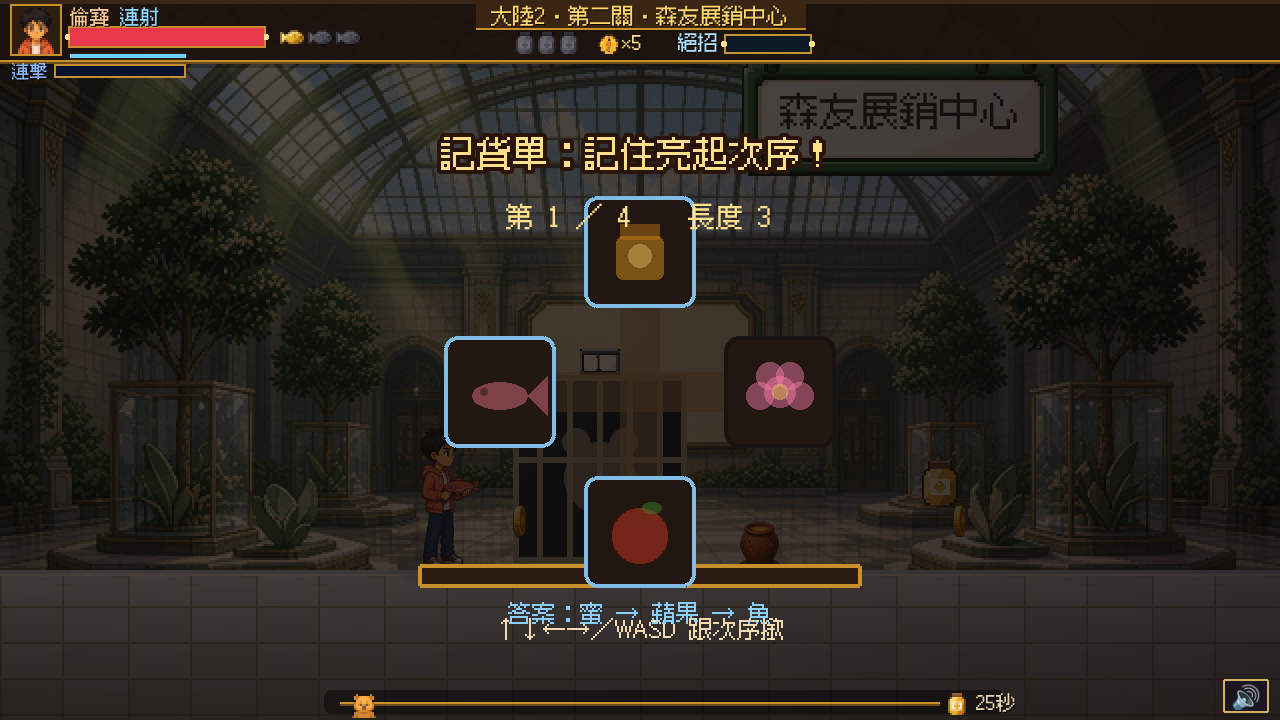 倫寶 連射
大陸2・第二關・森友展銷中心
×5 絕招
連擊
森友展銷中心
記貨單：記住亮起次序！
第 1 ／ 4 長度 3
1
答案：蜜 → 蘋果 → 魚
↑↓←→／WASD 跟次序撳
25秒